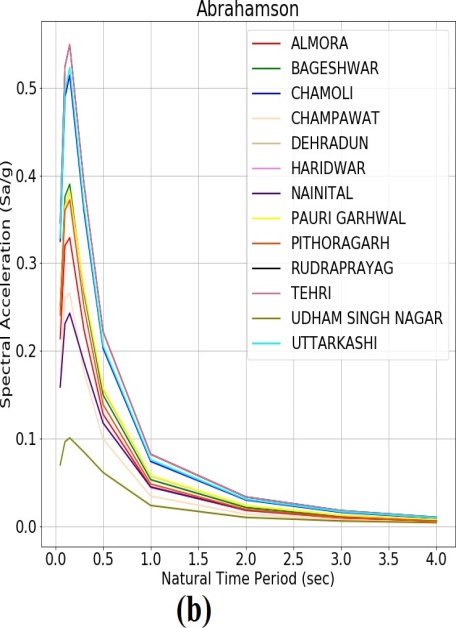 Abrahamson
Spectral Acceleration (Sa/g)
0.5
0.4
0.3
0.2
0.1
0.0
ALMORA
BAGESHWAR
CHAMOLI
CHAMPAWAT
DEHRADUN
HARIDWAR
NAINITAL
PAURI GARHWAL
PITHORAGARH
RUDRAPRAYAG
TEHRI
UDHAM SINGH NAGAR
UTTARKASHI
0.0 0.5 1.0 1.5 2.0 2.5 3.0 3.5 4.0
Natural Time Period (sec)
(b)